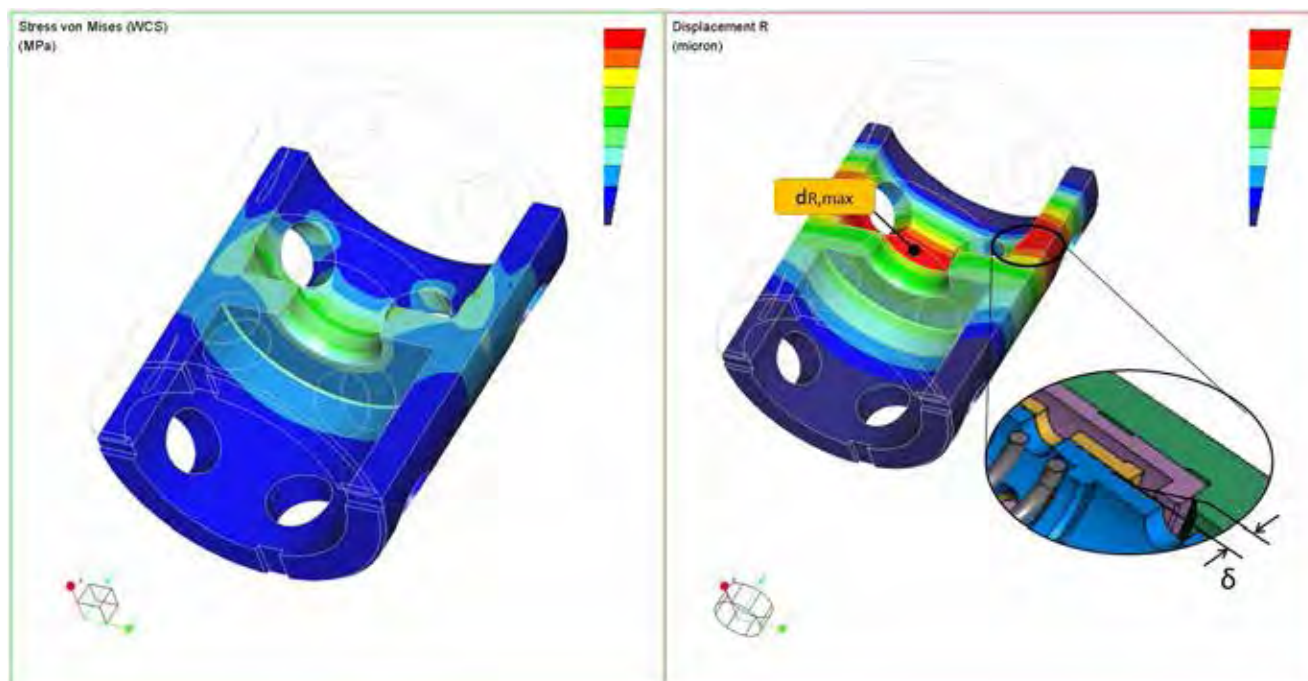 Stress von Mises (WCS)
(MPa)
Displacement R
(micron)
dR,max
δ